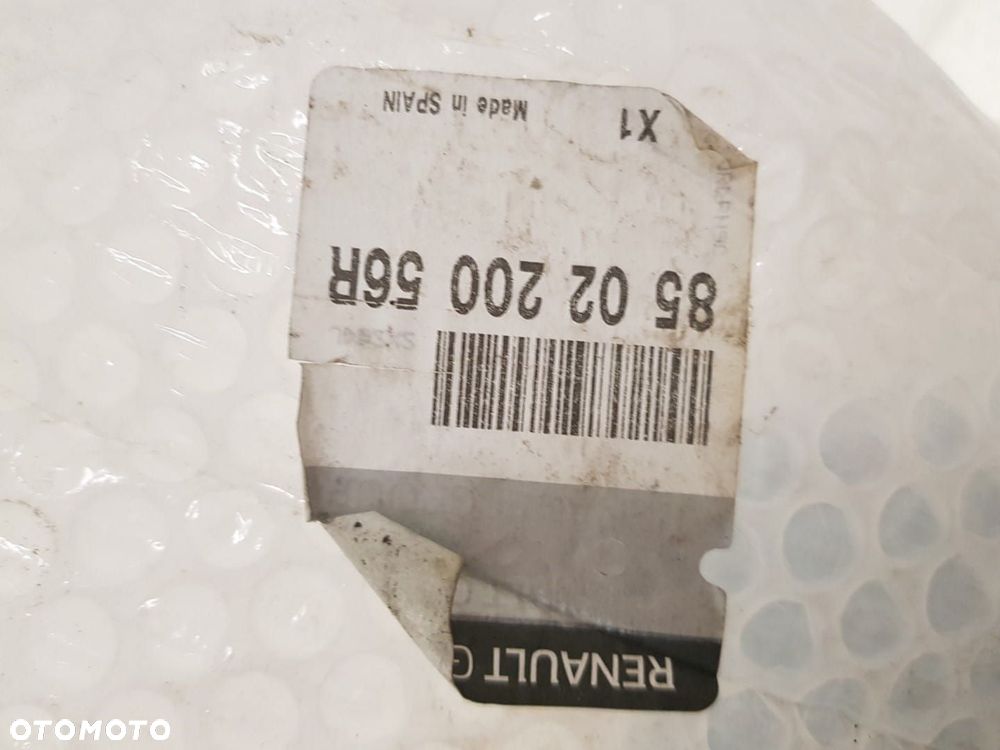 RENAULT G
85 02 200 56R
X1
Made in SPAIN
OTOMOTO